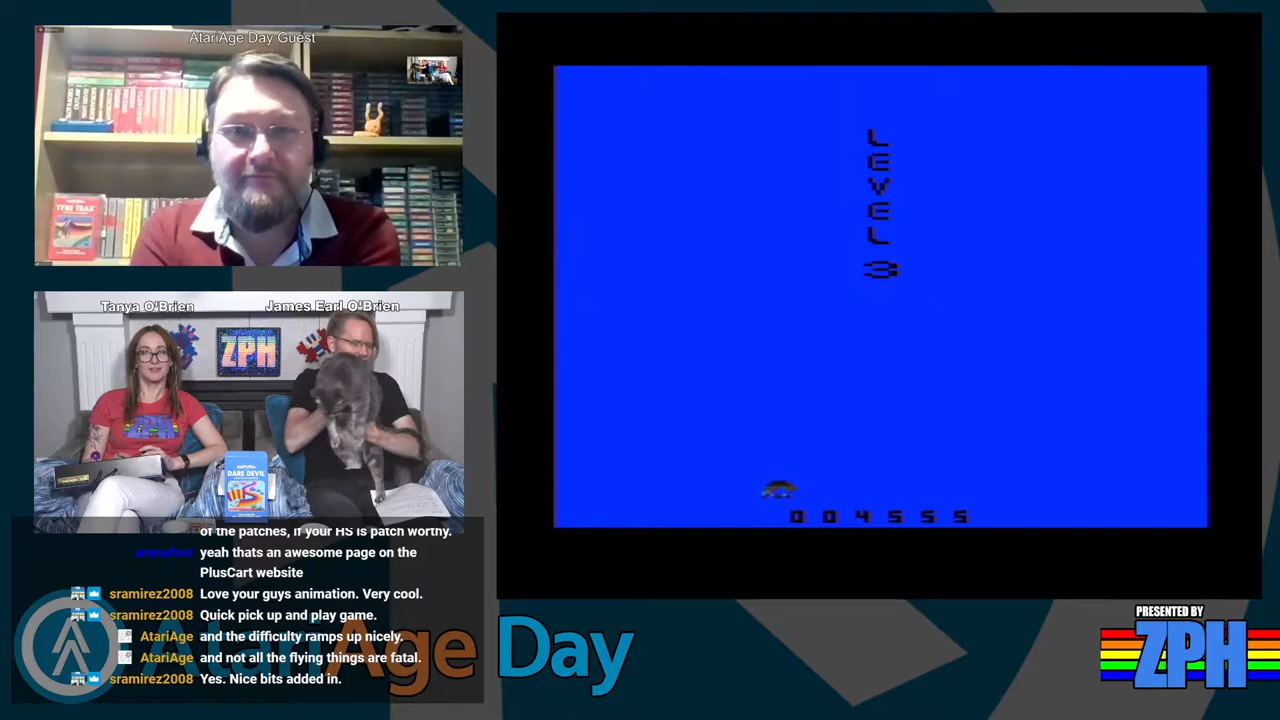 AtariAge Day Guest
TYRE TRAX
Tanya O'Brien
James Earl O'Brien
ZPH
ZPH
DARE DEVIL
L
E
V
E
L
3
004555
of the patches, if your HS is patch worthy.
yeah thats an awesome page on the
PlusCart website
sramirez2008 Love your guys animation. Very cool.
sramirez2008 Quick pick up and play game.
AtariAge and the difficulty ramps up nicely.
AtariAge and not all the flying things are fatal.
sramirez2008 Yes. Nice bits added in.
AtariAge Day
PRESENTED BY
ZPH